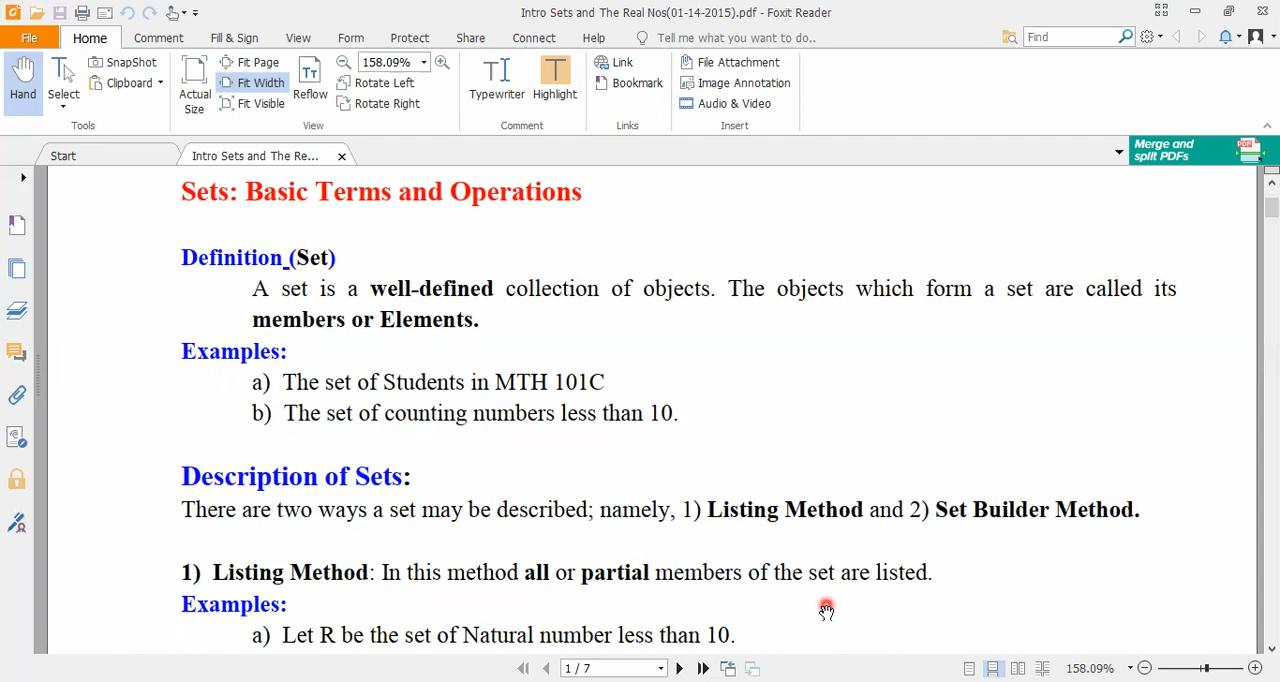 Intro Sets and The Real Nos(01-14-2015).pdf - Foxit Reader
File Home Comment Fill & Sign View Form Protect Share Connect Help Tell me what you want to do.. Find
Hand
Select
SnapShot
Clipboard
Tools
Actual Size
Fit Page
Fit Width
Fit Visible
Reflow
158.09%
Rotate Left
Rotate Right
View
Typewriter
Highlight
Comment
Link
Bookmark
Links
File Attachment
Image Annotation
Audio & Video
Insert
Start
Intro Sets and The Re...
Merge and
split PDFs
Sets: Basic Terms and Operations
Definition (Set)
A set is a well-defined collection of objects. The objects which form a set are called its
members or Elements.
Examples:
a) The set of Students in MTH 101C
b) The set of counting numbers less than 10.
Description of Sets:
There are two ways a set may be described; namely, 1) Listing Method and 2) Set Builder Method.
1) Listing Method: In this method all or partial members of the set are listed.
Examples:
a) Let R be the set of Natural number less than 10.
1 / 7
158.09%